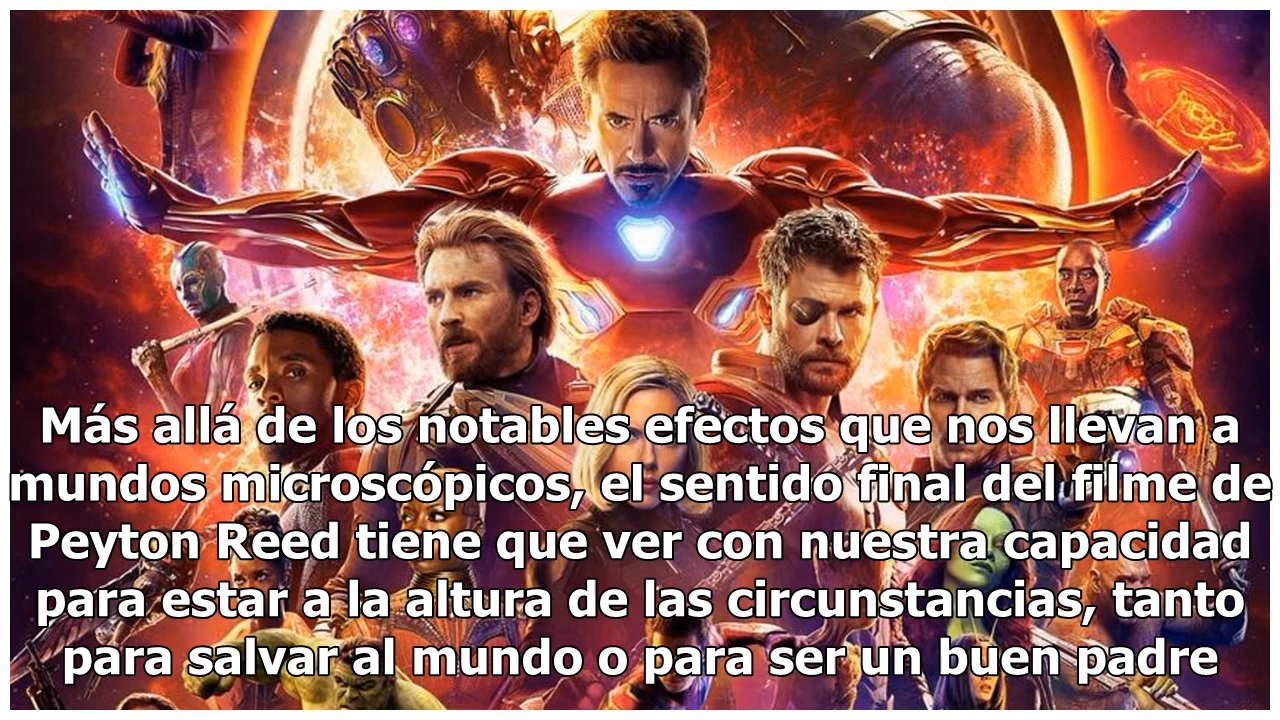 Más allá de los notables efectos que nos llevan a
mundos microscópicos, el sentido final del filme de
Peyton Reed tiene que ver con nuestra capacidad
para estar a la altura de las circunstancias, tanto
para salvar al mundo o para ser un buen padre